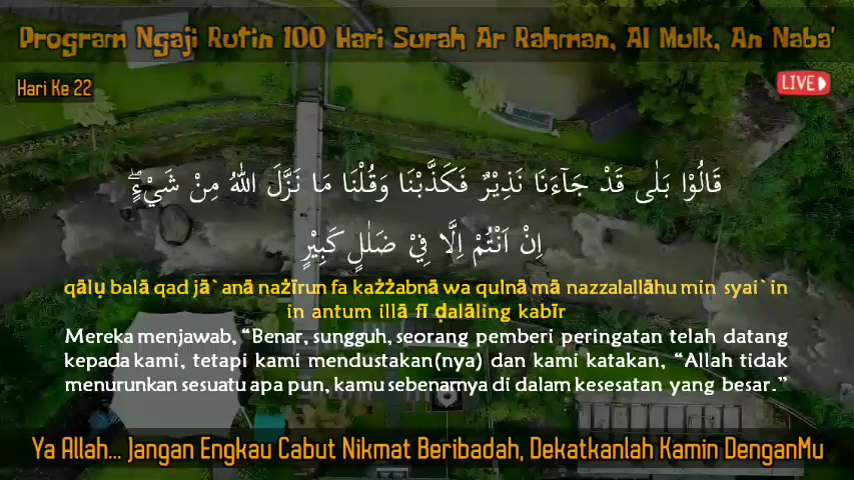 Program Ngaji Rutin 100 Hari Surah Ar Rahman, Al Mulk, An Naba'
Hari Ke 22
LIVE
قَالُوْا بَلٰى قَدْ جَاۤءَنَا نَذِيْرٌ فَكَذَّبْنَا وَقُلْنَا مَا نَزَّلَ اللّٰهُ مِنْ شَيْءٍۖ
اِنْ اَنْتُمْ اِلَّا فِيْ ضَلٰلٍ كَبِيْرٍ
qālụ balā qad jā`anā nażīrun fa każżabnā wa qulnā mā nazzalallāhu min syai`in
in antum illā fī ḍalāling kabīr
Mereka menjawab, “Benar, sungguh, seorang pemberi peringatan telah datang
kepada kami, tetapi kami mendustakan(nya) dan kami katakan, “Allah tidak
menurunkan sesuatu apa pun, kamu sebenarnya di dalam kesesatan yang besar.”
Ya Allah... Jangan Engkau Cabut Nikmat Beribadah, Dekatkanlah Kamin DenganMu